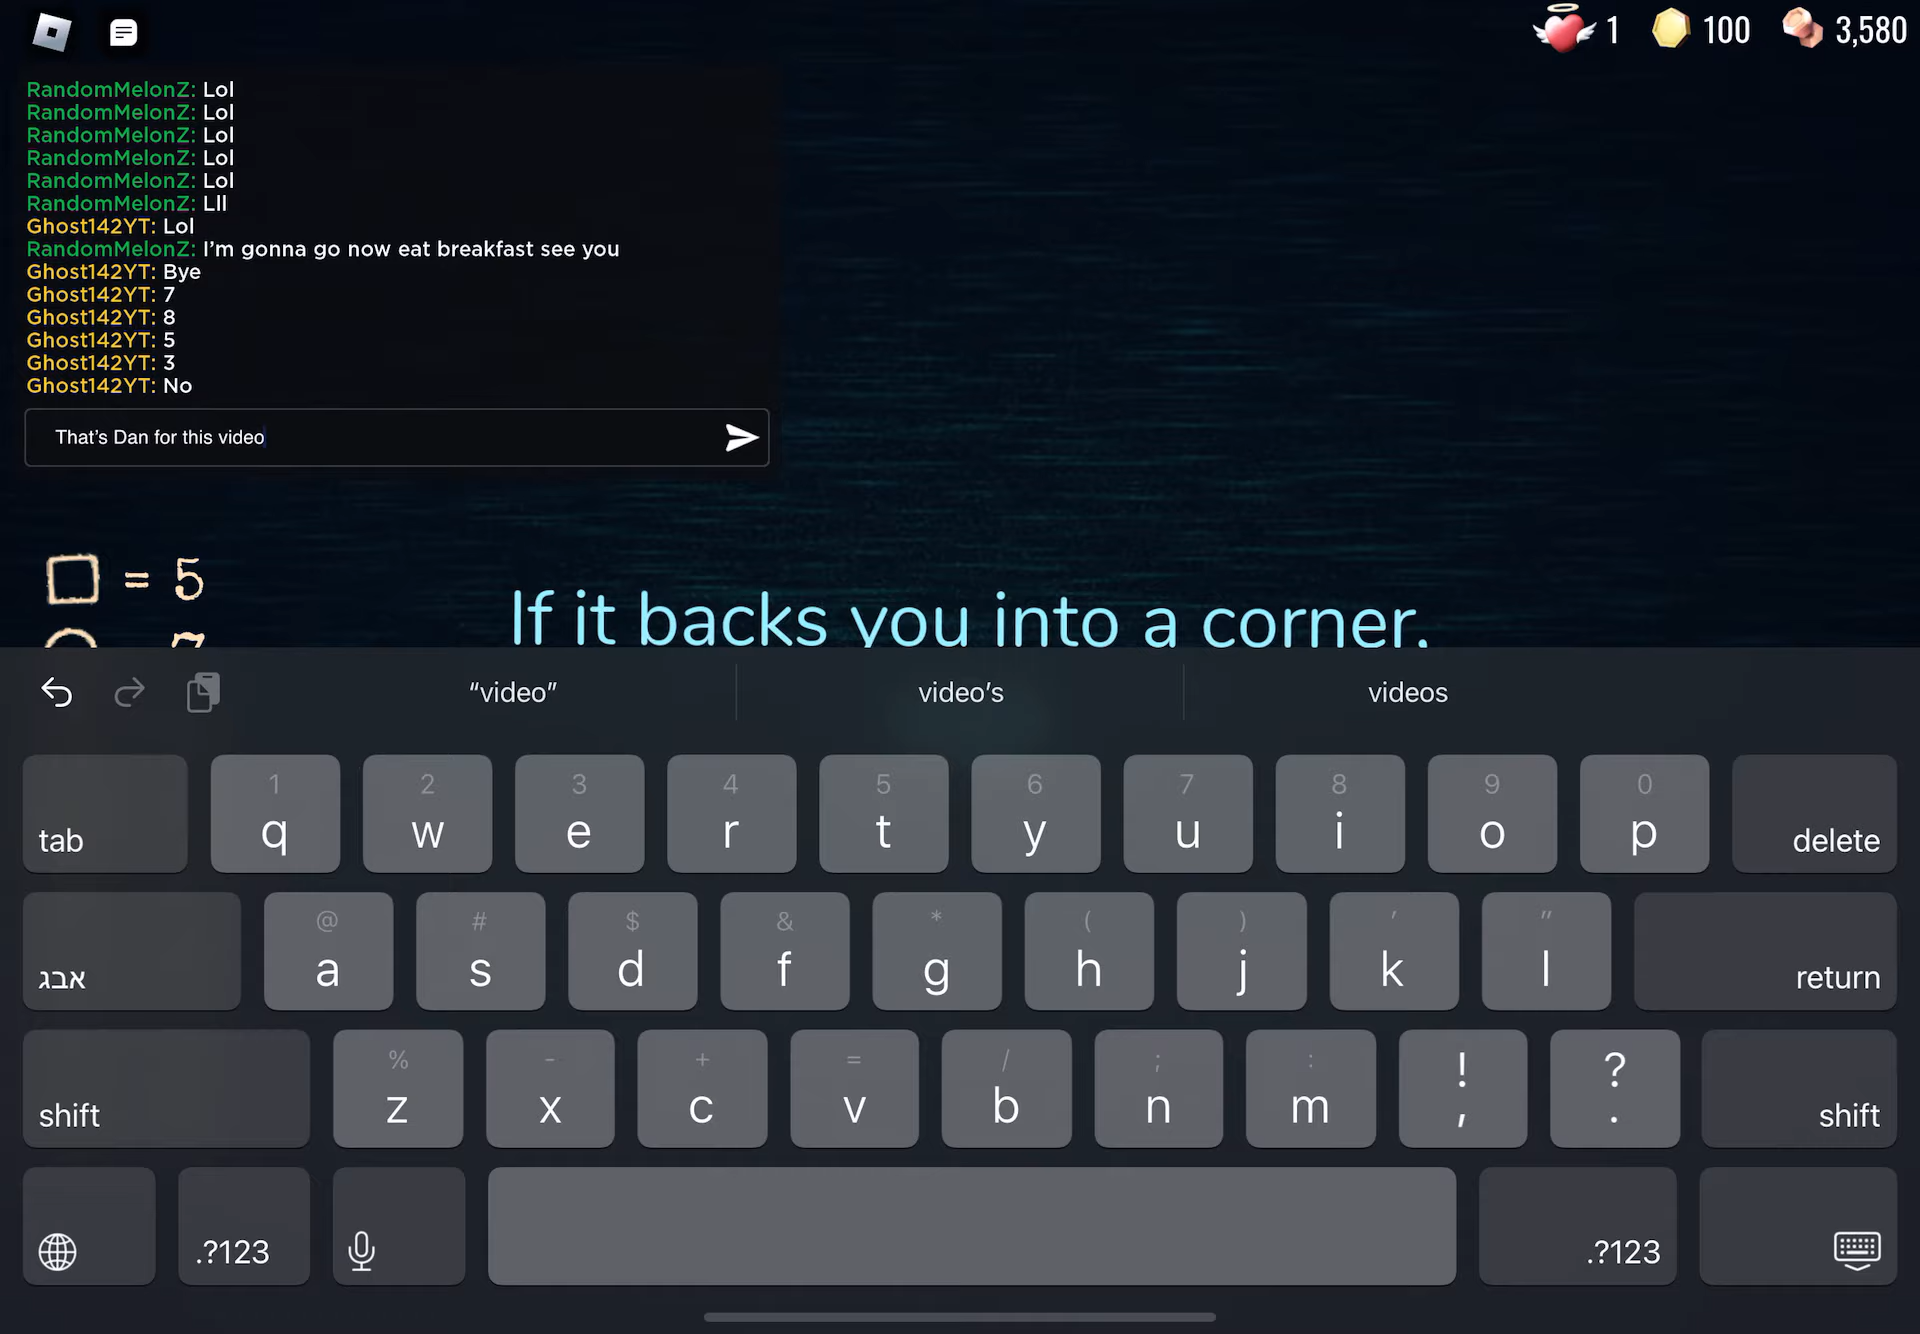 1 100 3,580
RandomMelonZ: Lol
RandomMelonZ: Lol
RandomMelonZ: Lol
RandomMelonZ: Lol
RandomMelonZ: Lol
RandomMelonZ: Lll
Ghost142YT: Lol
RandomMelonZ: I’m gonna go now eat breakfast see you
Ghost142YT: Bye
Ghost142YT: 7
Ghost142YT: 8
Ghost142YT: 5
Ghost142YT: 3
Ghost142YT: No
That’s Dan for this video
= 5
If it backs you into a corner,
“video” video’s videos
tab 1 q 2 w 3 e 4 r 5 t 6 y 7 u 8 i 9 o 0 p delete
אבג @ a # s $ d & f * g ( h ) j ' k " l return
shift % z - x + c = v / b ; n : m ! , ? . shift
.?123 .?123